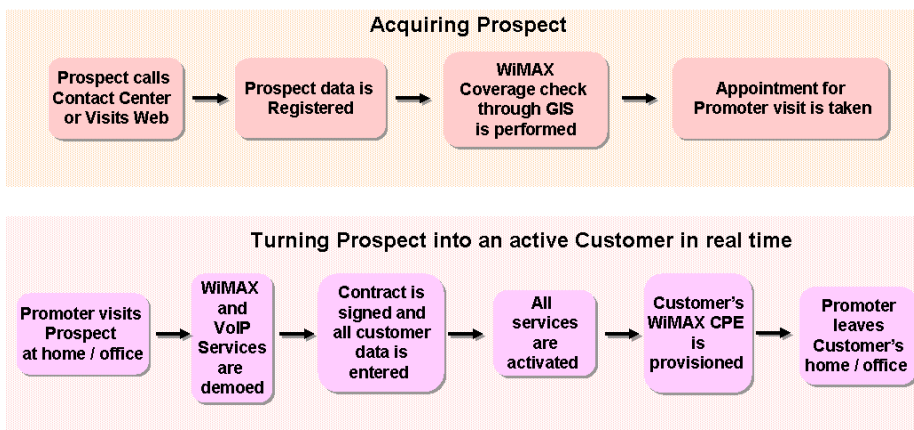 Acquiring Prospect
Prospect calls
Contact Center
or Visits Web
Prospect data is
Registered
WiMAX
Coverage check
through GIS
is performed
Appointment for
Promoter visit is taken
Turning Prospect into an active Customer in real time
Promoter visits
Prospect
at home / office
WiMAX
and
VoIP
Services
are
demoed
Contract is
signed and
all customer
data is
entered
All
services
are
activated
Customer's
WiMAX CPE
is
provisioned
Promoter
leaves
Customer's
home / office